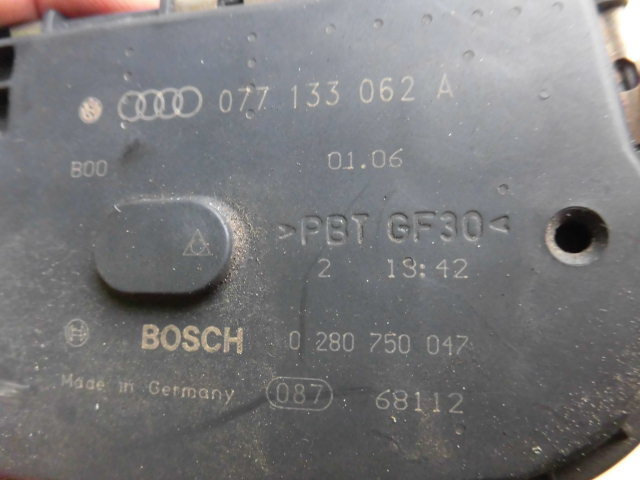 077 133 062 A
B00 01.06
>PBT GF30<
2 13:42
BOSCH 0 280 750 047
Made in Germany 087 68112